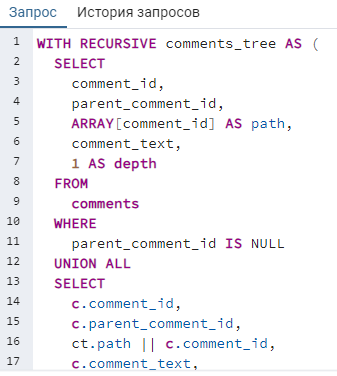 Запрос История запросов
1 WITH RECURSIVE comments_tree AS (
2 SELECT
3 comment_id,
4 parent_comment_id,
5 ARRAY[comment_id] AS path,
6 comment_text,
7 1 AS depth
8 FROM
9 comments
10 WHERE
11 parent_comment_id IS NULL
12 UNION ALL
13 SELECT
14 c.comment_id,
15 c.parent_comment_id,
16 ct.path || c.comment_id,
17 c.comment_text,